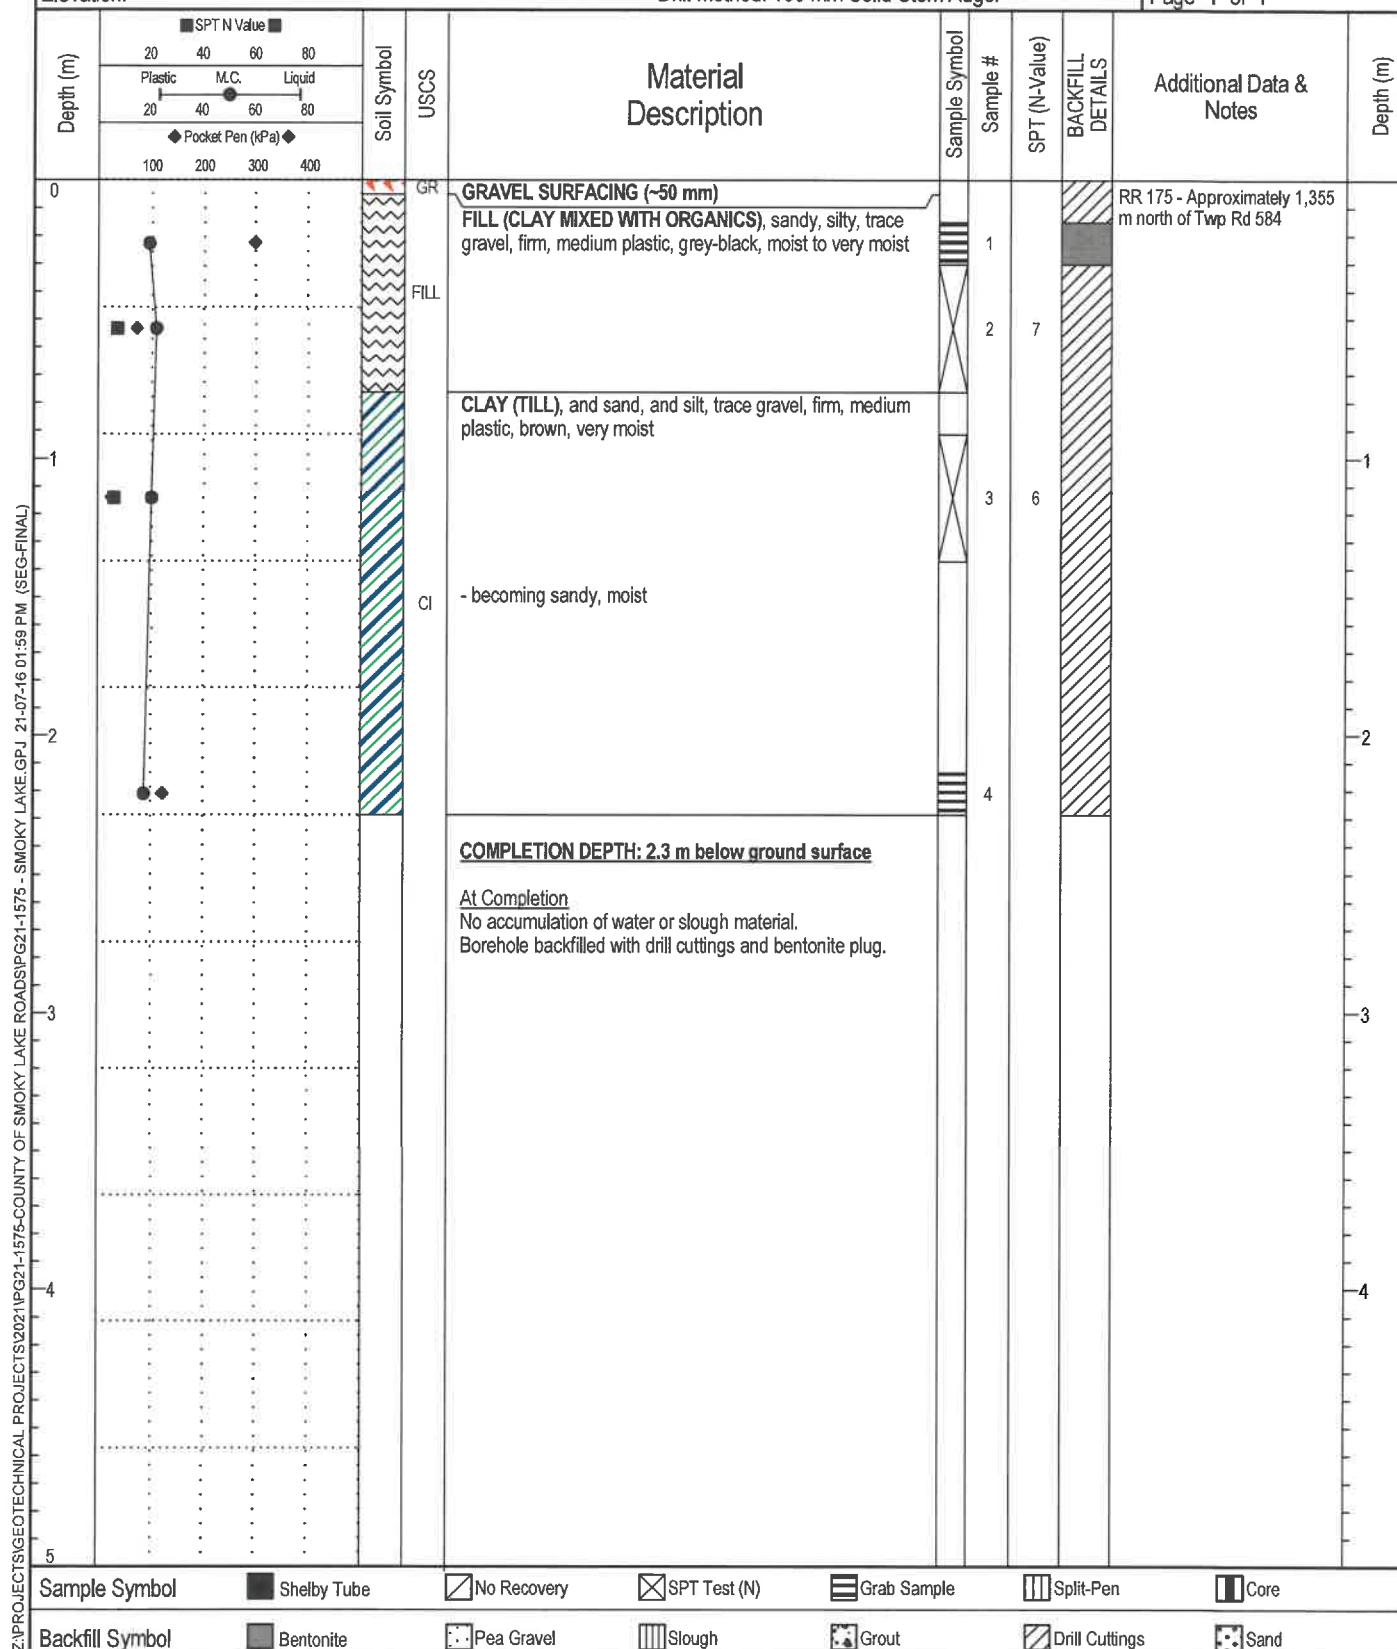 SPT N Value
20 40 60 80
Plastic M.C. Liquid
20 40 60 80
Pocket Pen (kPa)
100 200 300 400
Depth (m)
Soil Symbol
USCS
Material
Description
Sample Symbol
Sample #
SPT (N-Value)
BACKFILL
DETAILS
Additional Data &
Notes
Depth (m)
0
GR
GRAVEL SURFACING (~50 mm)
FILL (CLAY MIXED WITH ORGANICS), sandy, silty, trace
gravel, firm, medium plastic, grey-black, moist to very moist
1
RR 175 - Approximately 1,355
m north of Twp Rd 584
FILL
2 7
CLAY (TILL), and sand, and silt, trace gravel, firm, medium
plastic, brown, very moist
1 1
3 6
CI
- becoming sandy, moist
2 2
4
COMPLETION DEPTH: 2.3 m below ground surface
At Completion
No accumulation of water or slough material.
Borehole backfilled with drill cuttings and bentonite plug.
3 3
4 4
5
Z:\PROJECTS\GEOTECHNICAL PROJECTS\2021\PG21-1575-COUNTY OF SMOKY LAKE ROADS\PG21-1575 - SMOKY LAKE.GPJ 21-07-16 01:59 PM (SEG-FINAL)
Sample Symbol Shelby Tube No Recovery SPT Test (N) Grab Sample Split-Pen Core
Backfill Symbol Bentonite Pea Gravel Slough Grout Drill Cuttings Sand